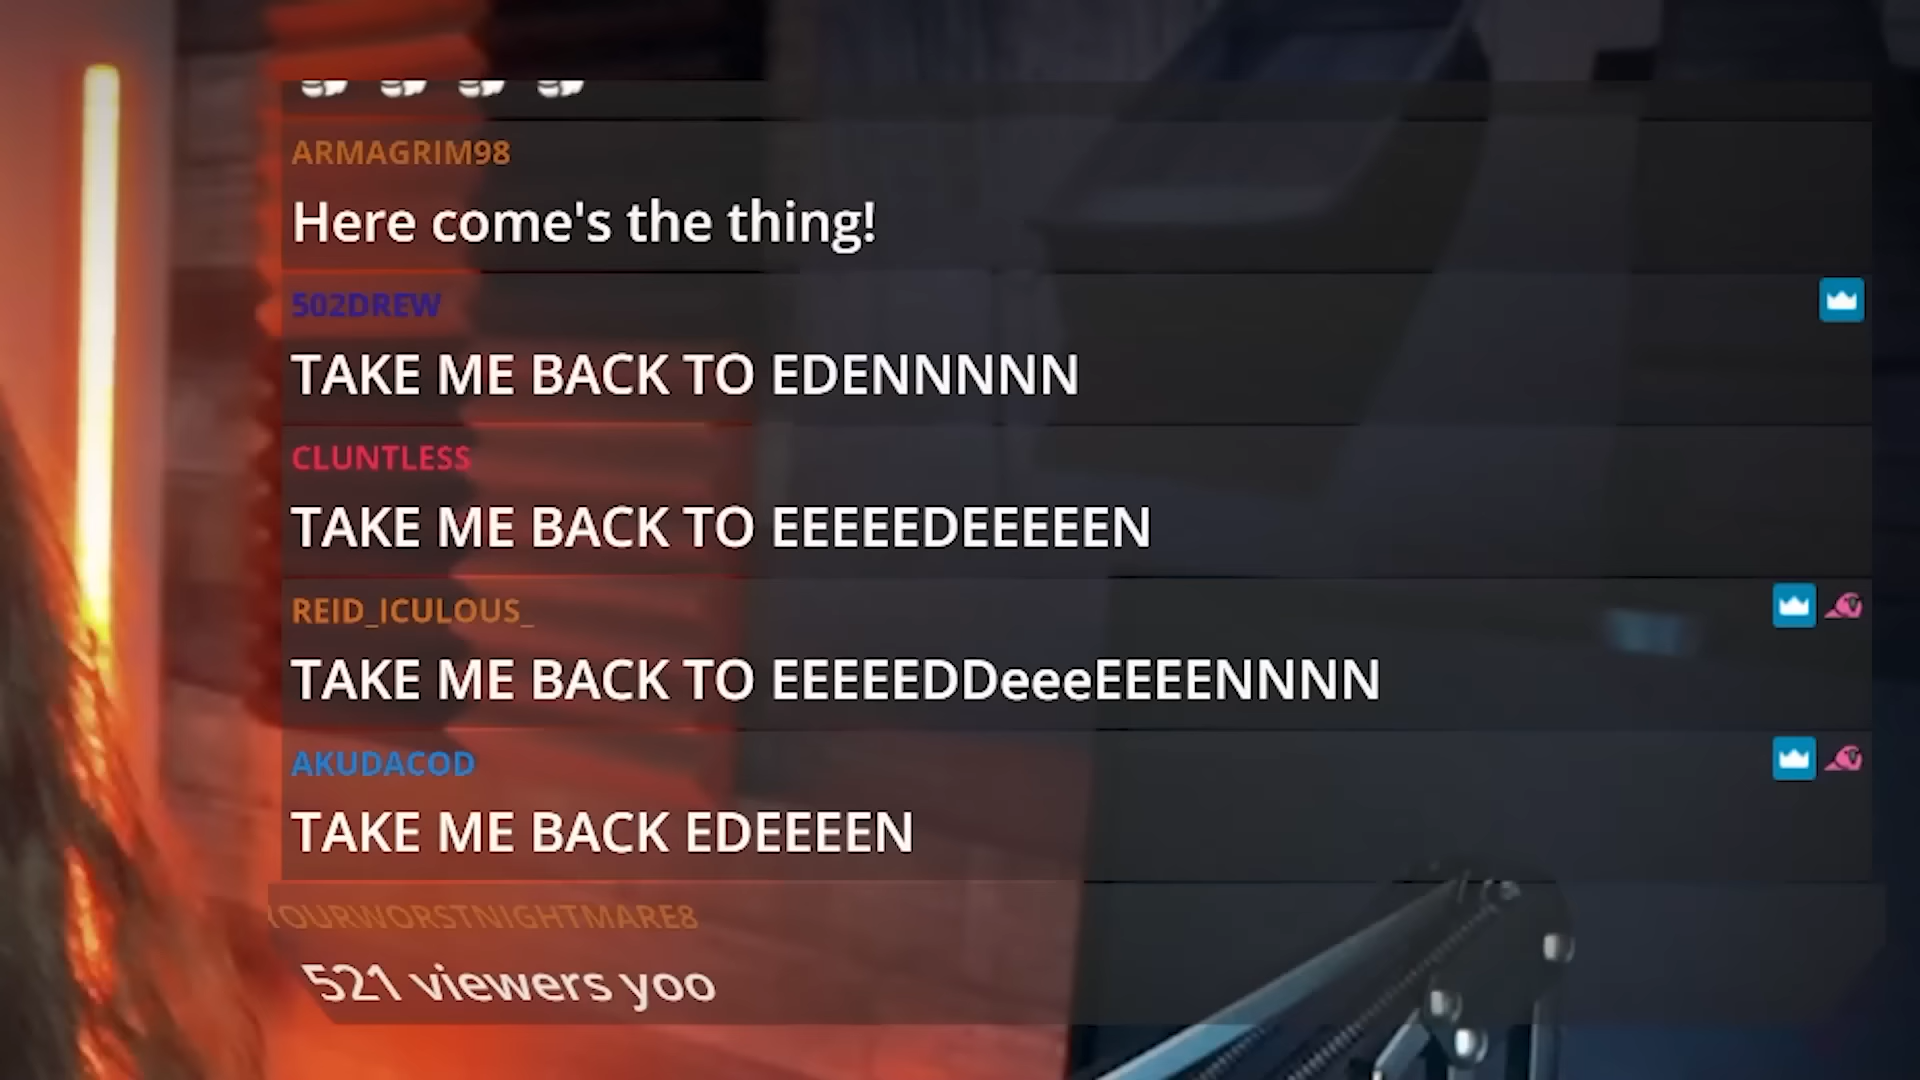 ARMAGRIM98
Here come's the thing!
502DREW
TAKE ME BACK TO EDENNNNN
CLUNTLESS
TAKE ME BACK TO EEEEEDEEEEEN
REID_ICULOUS_
TAKE ME BACK TO EEEEEDDeeeEEEENNNN
AKUDACOD
TAKE ME BACK EDEEEEN
YOURWORSTNIGHTMARE8
521 viewers yoo